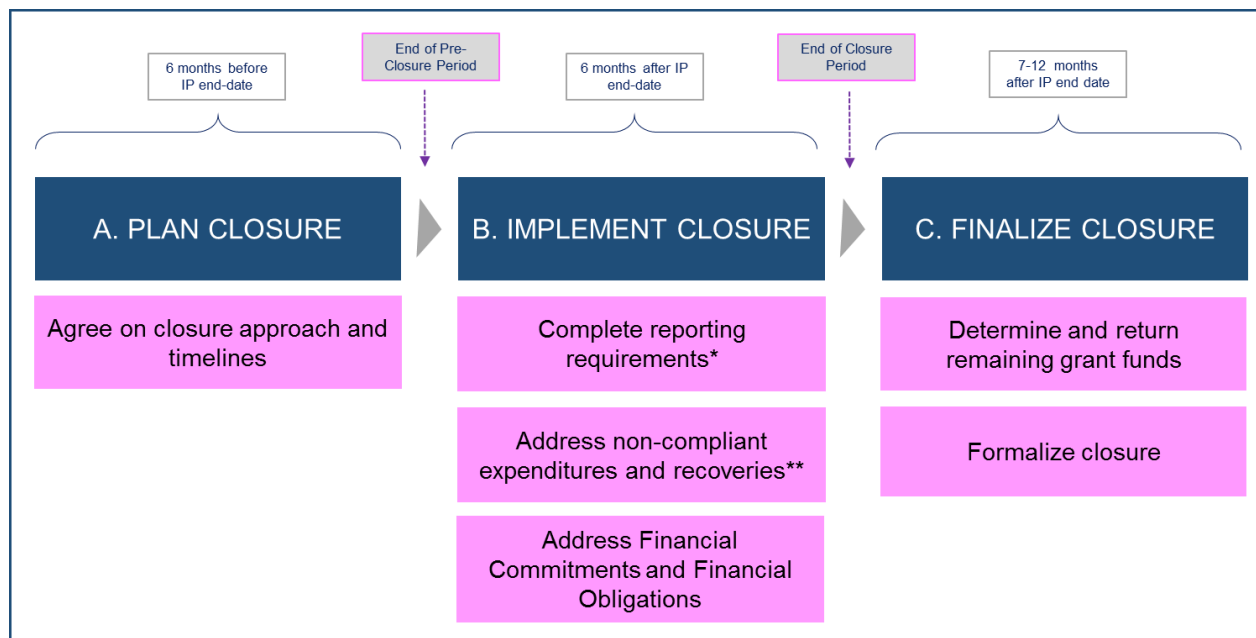 6 months before
IP end-date
End of Pre-
Closure Period
6 months after IP
end-date
End of Closure
Period
7-12 months
after IP end date
A. PLAN CLOSURE
B. IMPLEMENT CLOSURE
C. FINALIZE CLOSURE
Agree on closure approach and
timelines
Complete reporting
requirements*
Address non-compliant
expenditures and recoveries**
Address Financial
Commitments and Financial
Obligations
Determine and return
remaining grant funds
Formalize closure